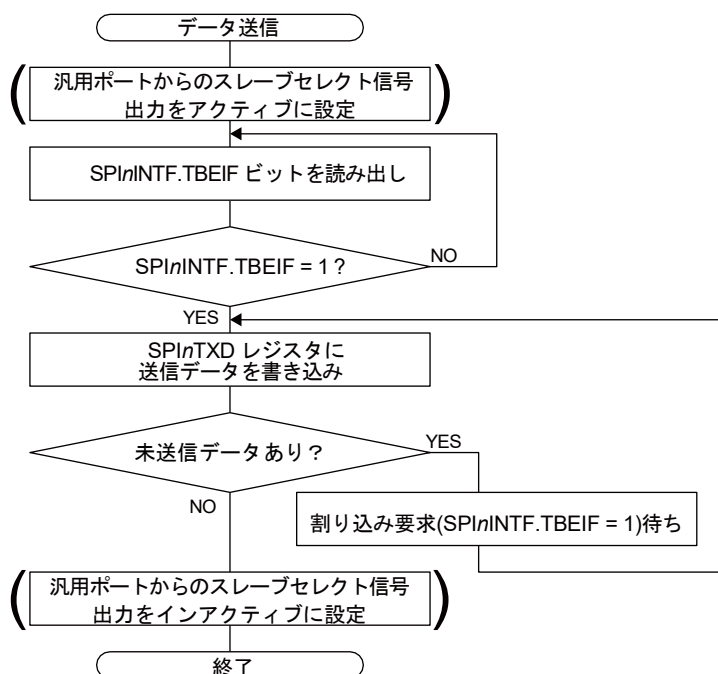 データ送信
汎用ポートからのスレーブセレクト信号
出力をアクティブに設定
SPInINTF.TBEIF ビットを読み出し
SPInINTF.TBEIF = 1 ?
NO
YES
SPInTXD レジスタに
送信データを書き込み
未送信データあり?
YES
NO
割り込み要求(SPInINTF.TBEIF = 1)待ち
汎用ポートからのスレーブセレクト信号
出力をインアクティブに設定
終了